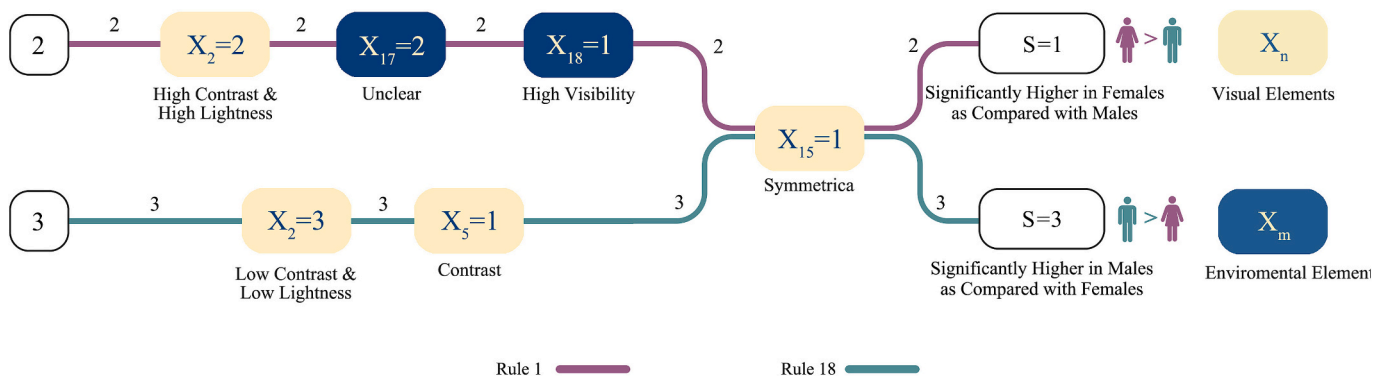 2
2
X2=2
High Contrast &
High Lightness
2
X17=2
Unclear
2
X18=1
High Visibility
2
X15=1
Symmetrica
2
S=1
>
Significantly Higher in Females
as Compared with Males
Xn
Visual Elements
3
3
X2=3
Low Contrast &
Low Lightness
3
X5=1
Contrast
3
3
S=3
>
Significantly Higher in Males
as Compared with Females
Xm
Enviromental Element
Rule 1
Rule 18